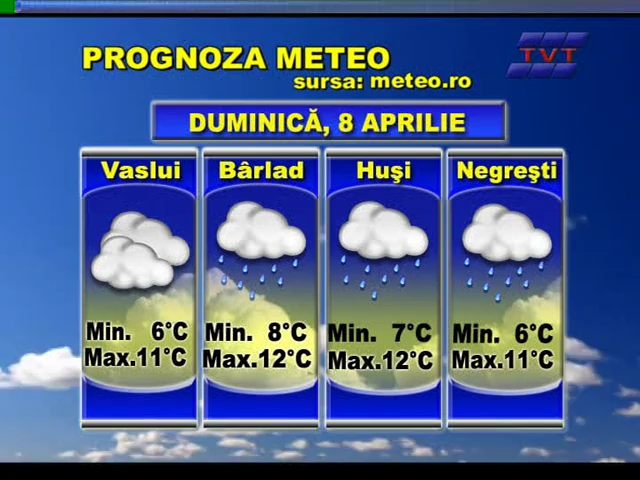 PROGNOZA METEO
sursa: meteo.ro
TVT
DUMINICĂ, 8 APRILIE
Vaslui
Min. 6°C
Max.11°C
Bârlad
Min. 8°C
Max.12°C
Huşi
Min. 7°C
Max.12°C
Negreşti
Min. 6°C
Max.11°C